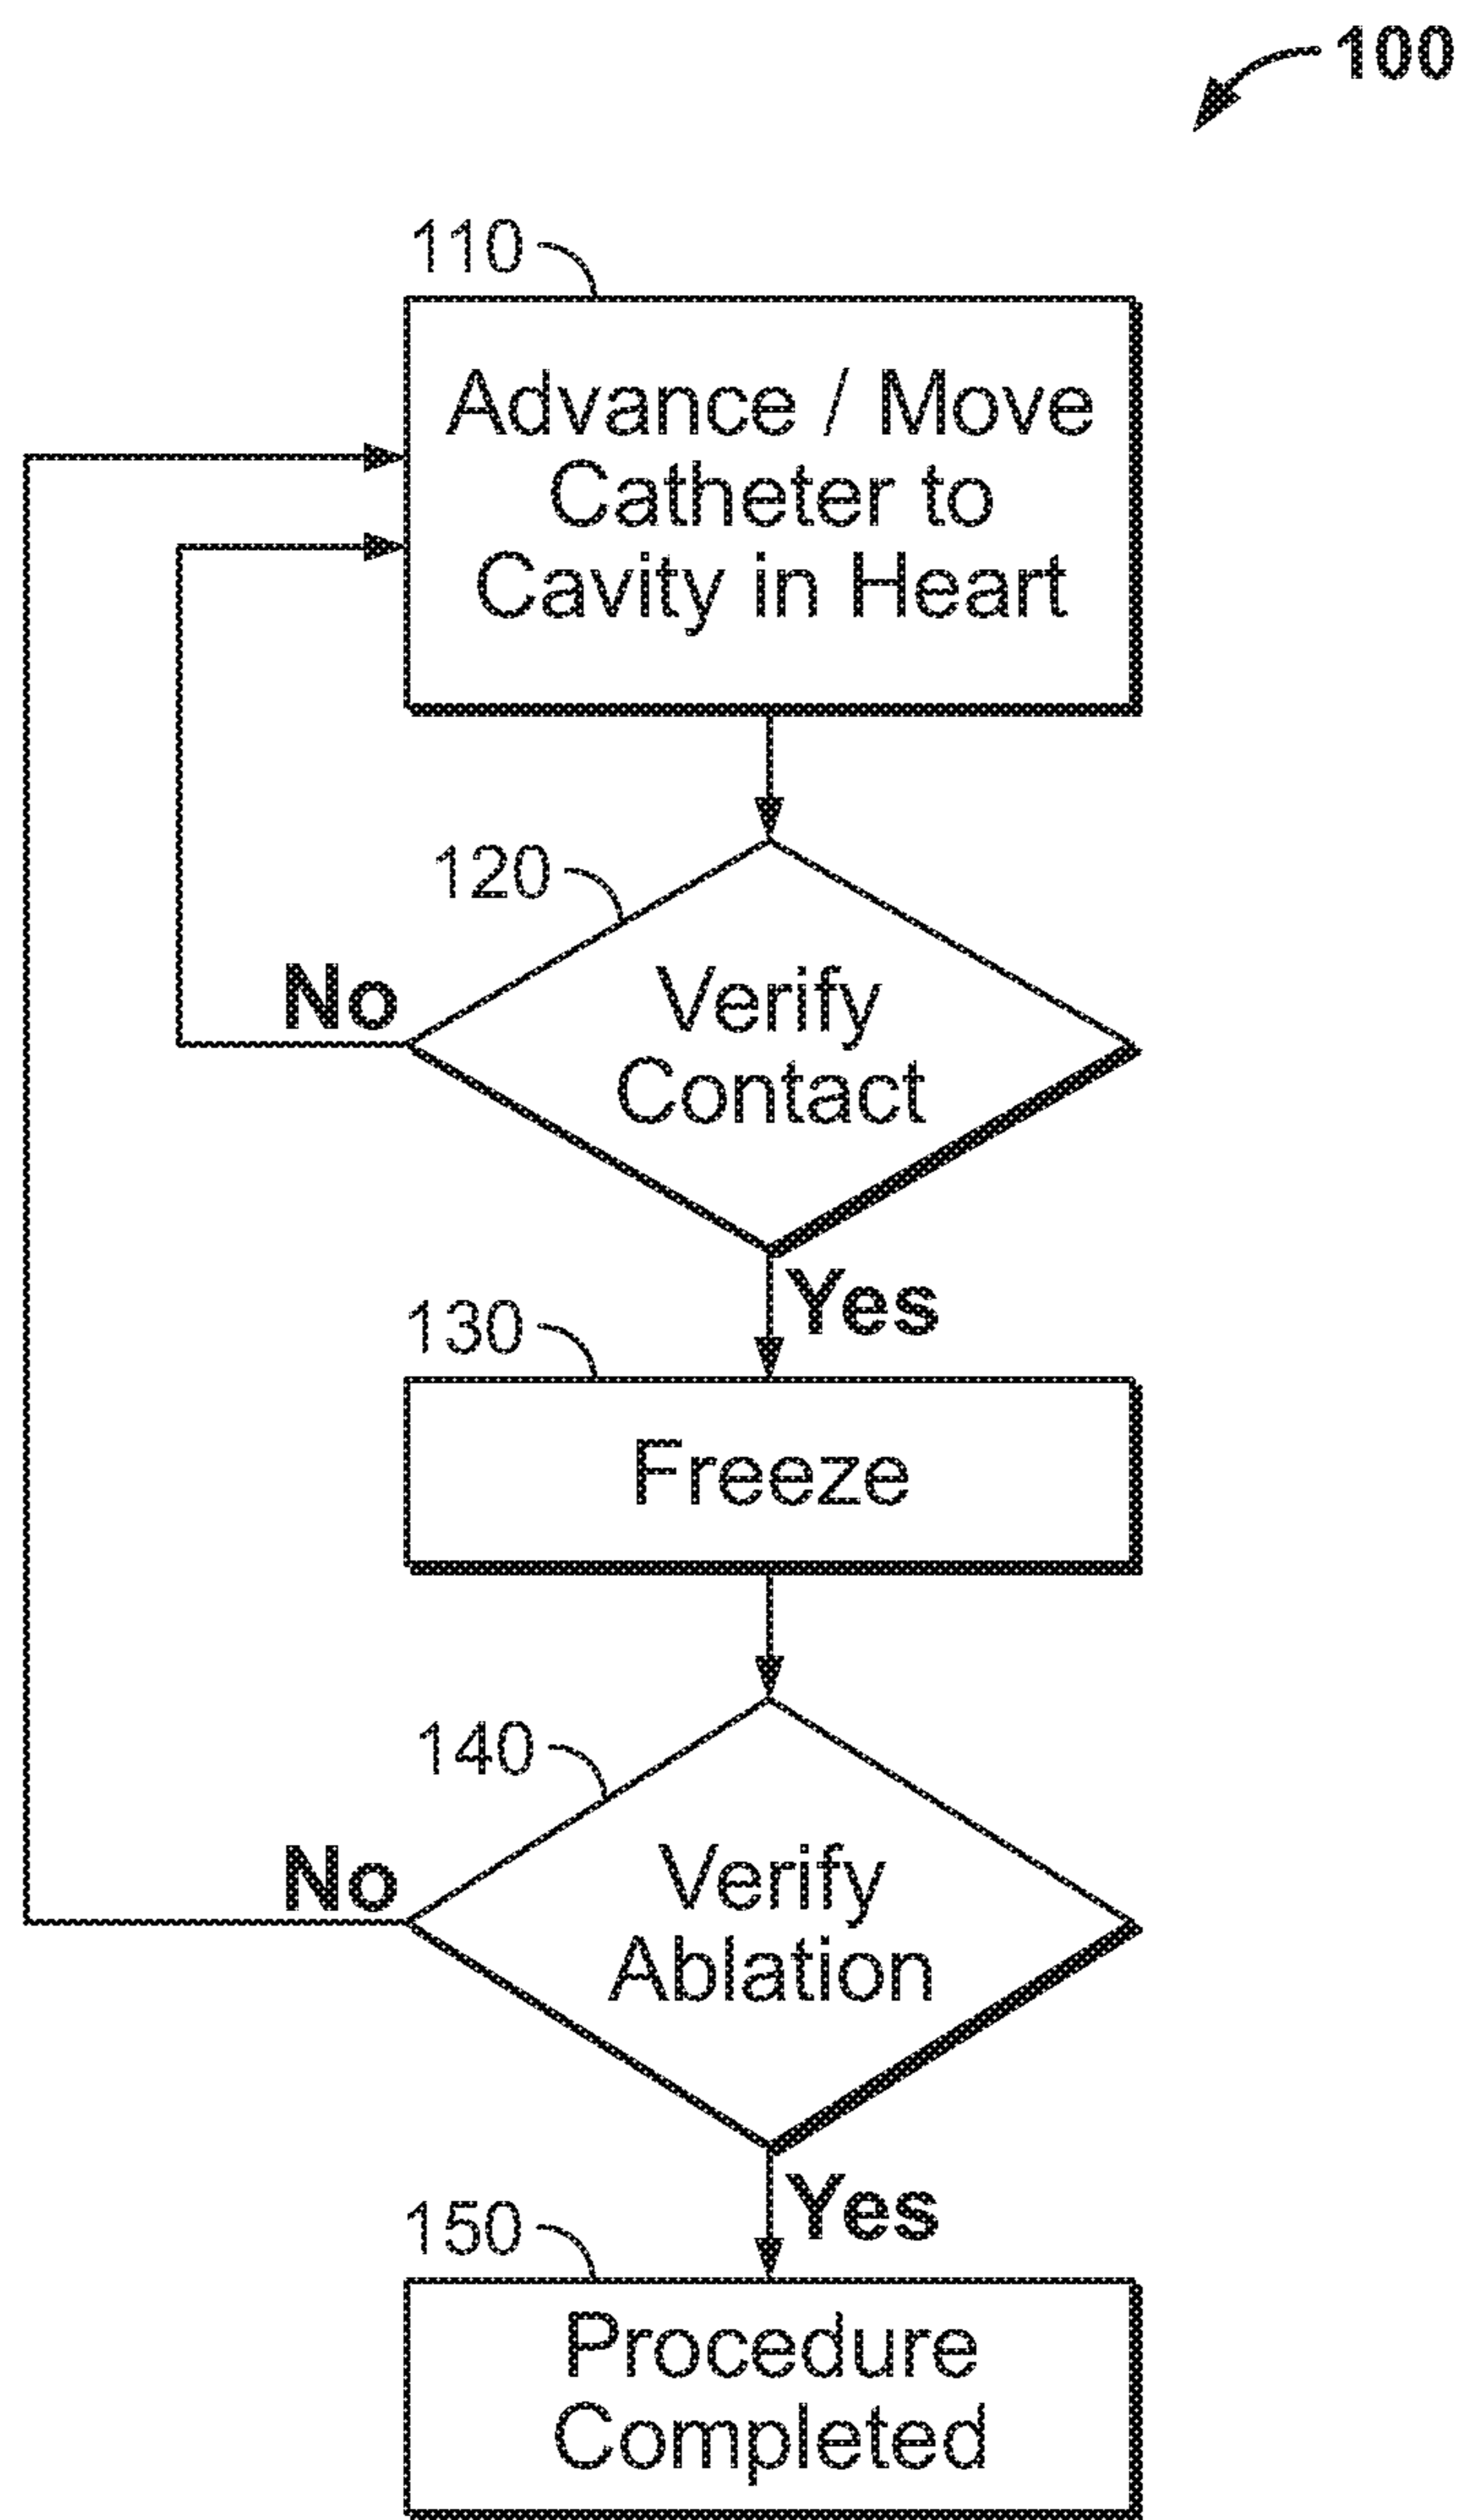 100
110
Advance / Move
Catheter to
Cavity in Heart
120
No
Verify
Contact
Yes
130
Freeze
140
No
Verify
Ablation
Yes
150
Procedure
Completed